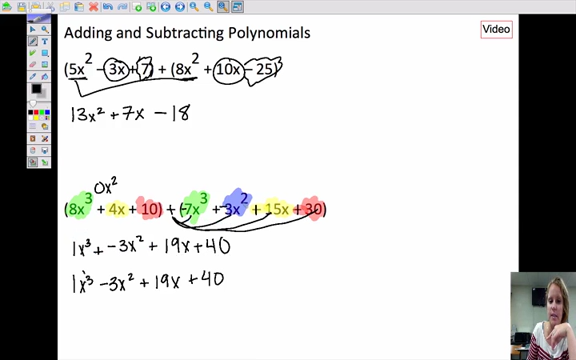 Adding and Subtracting Polynomials
Video
(5x² − 3x + 7) + (8x² + 10x − 25)
13x² + 7x − 18
0x²
(8x³ + 4x + 10) + (-7x³ + -3x² + 15x + 30)
1x³ + -3x² + 19x + 40
1x³ - 3x² + 19x + 40